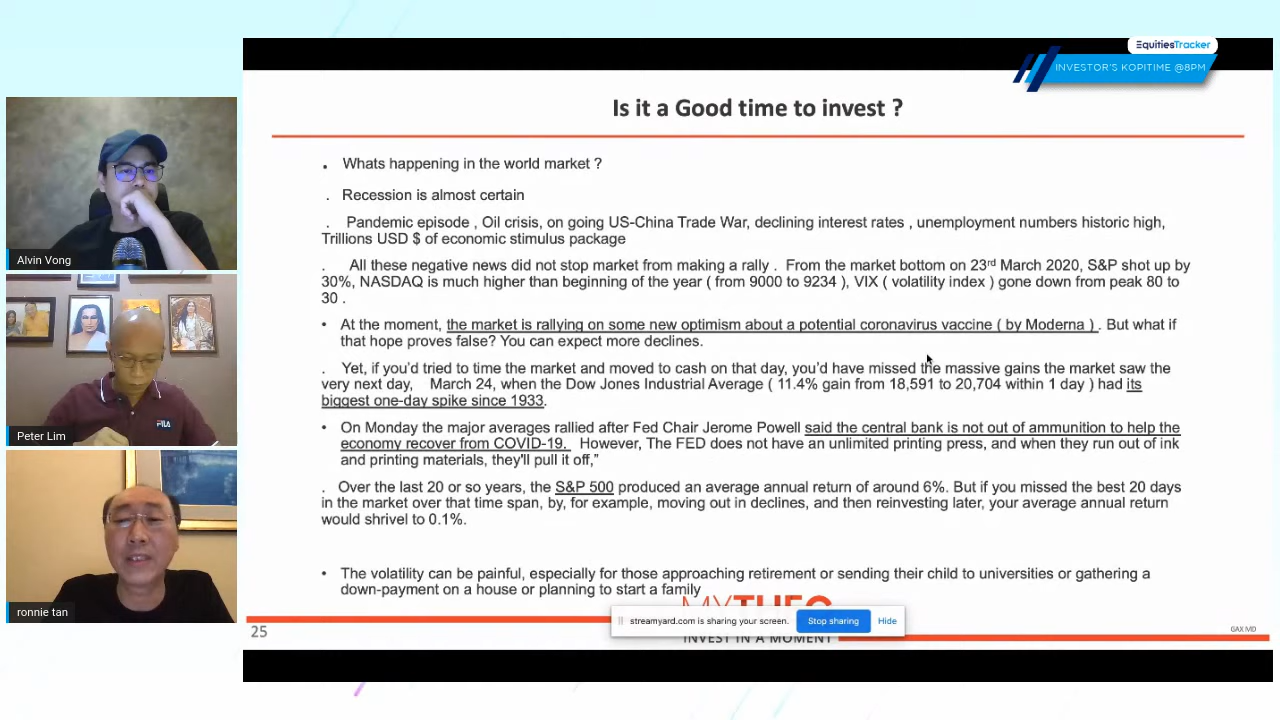 EquitiesTracker
INVESTOR'S KOPITIME @8PM
Is it a Good time to invest ?
. Whats happening in the world market ?
. Recession is almost certain
. Pandemic episode , Oil crisis, on going US-China Trade War, declining interest rates , unemployment numbers historic high,
Trillions USD $ of economic stimulus package
. All these negative news did not stop market from making a rally . From the market bottom on 23rd March 2020, S&P shot up by
30%, NASDAQ is much higher than beginning of the year ( from 9000 to 9234 ), VIX ( volatility index ) gone down from peak 80 to
30 .
• At the moment, the market is rallying on some new optimism about a potential coronavirus vaccine ( by Moderna ) . But what if
that hope proves false? You can expect more declines.
. Yet, if you'd tried to time the market and moved to cash on that day, you'd have missed the massive gains the market saw the
very next day, March 24, when the Dow Jones Industrial Average ( 11.4% gain from 18,591 to 20,704 within 1 day ) had its
biggest one-day spike since 1933.
• On Monday the major averages rallied after Fed Chair Jerome Powell said the central bank is not out of ammunition to help the
economy recover from COVID-19. However, The FED does not have an unlimited printing press, and when they run out of ink
and printing materials, they'll pull it off,”
. Over the last 20 or so years, the S&P 500 produced an average annual return of around 6%. But if you missed the best 20 days
in the market over that time span, by, for example, moving out in declines, and then reinvesting later, your average annual return
would shrivel to 0.1%.
• The volatility can be painful, especially for those approaching retirement or sending their child to universities or gathering a
down-payment on a house or planning to start a family
MYTHEO
INVEST IN A MOMENT
streamyard.com is sharing your screen.
Stop sharing
Hide
25
GAX MD
Alvin Vong
FILA
Peter Lim
ronnie tan